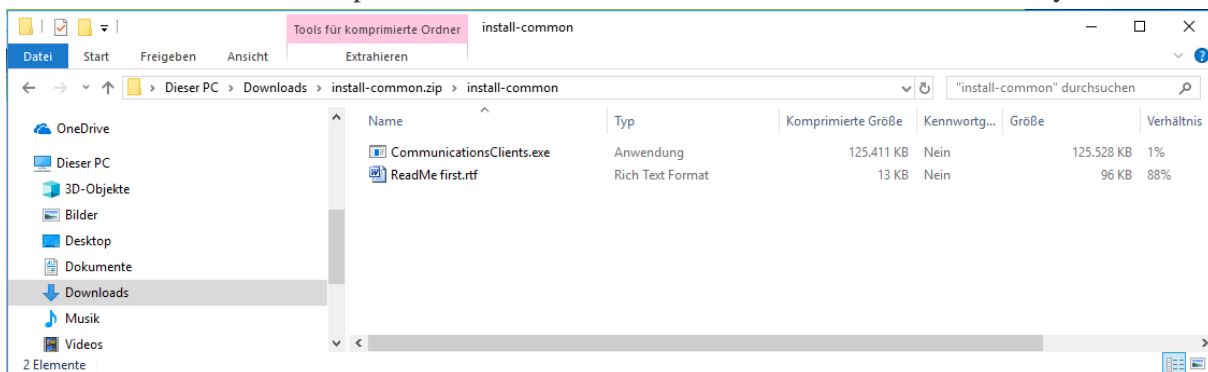 Tools für komprimierte Ordner install-common
Datei Start Freigeben Ansicht Extrahieren
Dieser PC > Downloads > install-common.zip > install-common "install-common" durchsuchen
OneDrive
Dieser PC
3D-Objekte
Bilder
Desktop
Dokumente
Downloads
Musik
Videos
Name Typ Komprimierte Größe Kennwortg... Größe Verhältnis
CommunicationsClients.exe Anwendung 125.411 KB Nein 125.528 KB 1%
ReadMe first.rtf Rich Text Format 13 KB Nein 96 KB 88%
2 Elemente